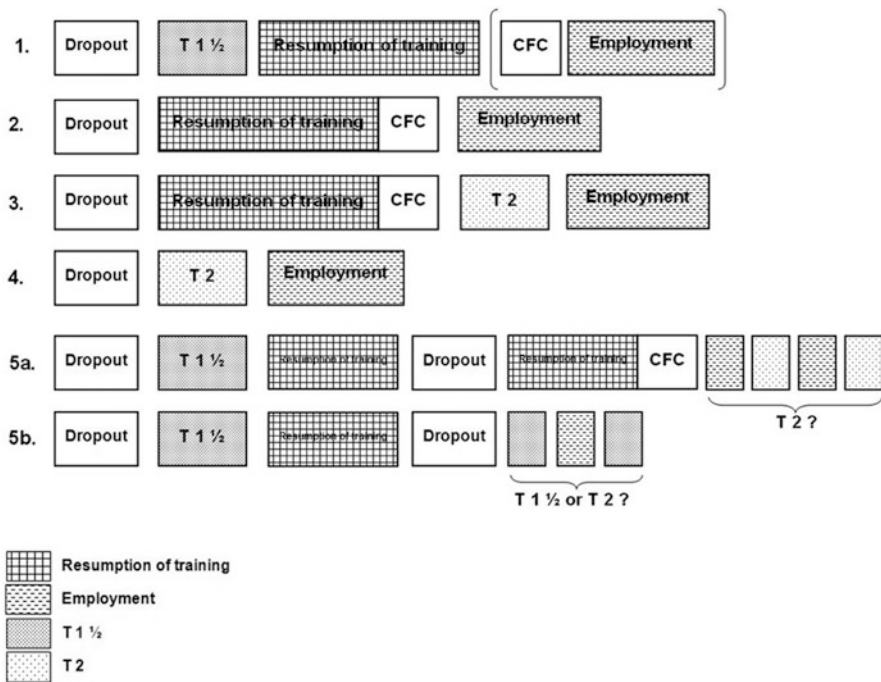 1. Dropout T 1 ½ Resumption of training CFC Employment
2. Dropout Resumption of training CFC Employment
3. Dropout Resumption of training CFC T 2 Employment
4. Dropout T 2 Employment
5a. Dropout T 1 ½ Resumption of training Dropout Resumption of training CFC
T 2 ?
5b. Dropout T 1 ½ Resumption of training Dropout
T 1 ½ or T 2 ?
Resumption of training
Employment
T 1 ½
T 2